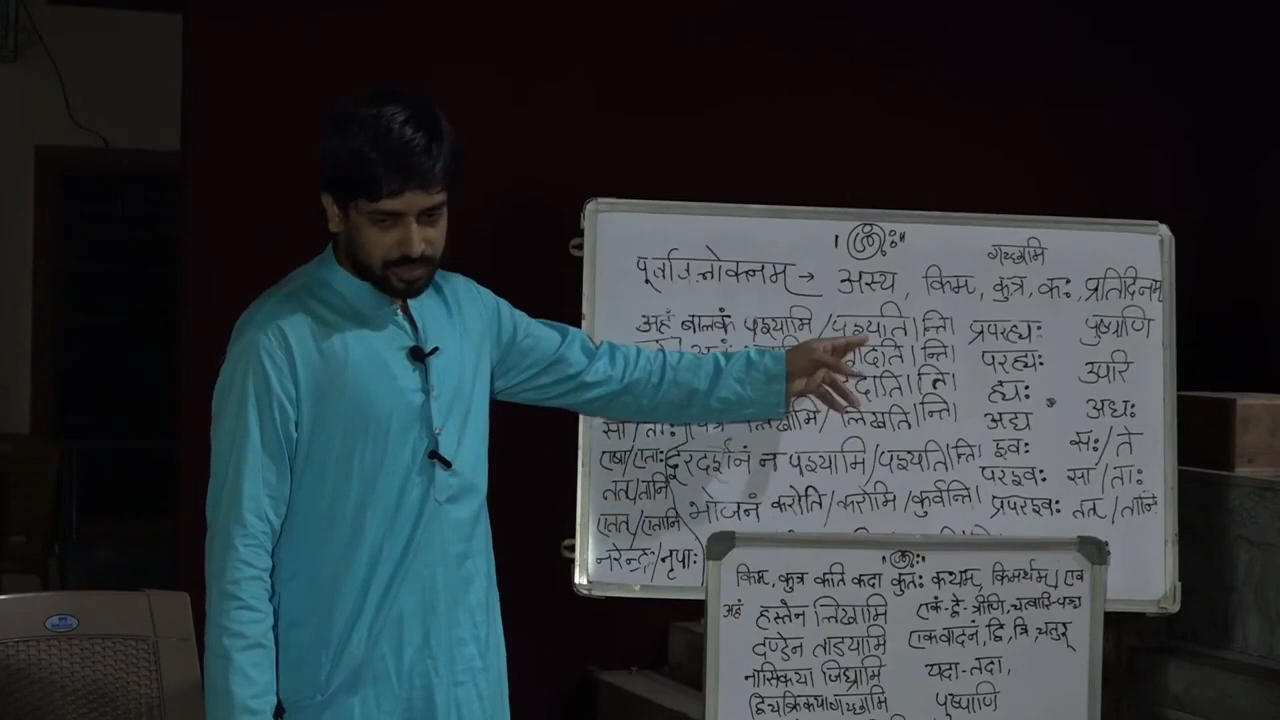 । ॐ ॥
गच्छामि
पूर्वावलोकनम् → अस्य, किम्, कुत्र, कः, प्रतिदिनम्
अहं बालकं पश्यामि/पश्यति।न्ति। प्रपरह्यः पुष्पाणि
न्ति। परह्यः उपरि
न्ति। ह्यः अधः
सा/ताः लिखामि/लिखति।न्ति। अद्य
एषा/एताः दूरदर्शनं न पश्यामि/पश्यति।न्ति। श्वः सः/ते
तत्/तानि परश्वः सा/ताः
एतत्/एतानि भोजनं करोति/करोमि/कुर्वन्ति। प्रपरश्वः तत्/तानि
नरेन्द्रः/नृपाः
ॐ
किम्, कुत्र कति कदा कुतः कथम्, किमर्थम्, एव
अहं हस्तेन लिखामि एकं-द्वे-त्रीणि,चत्वारि-पञ्च
दण्डेन ताडयामि एकवादनं, द्वि, त्रि, चतुर्
नासिकया जिघ्रामि यदा-तदा,
द्विचक्रिकया गच्छामि पुष्पाणि